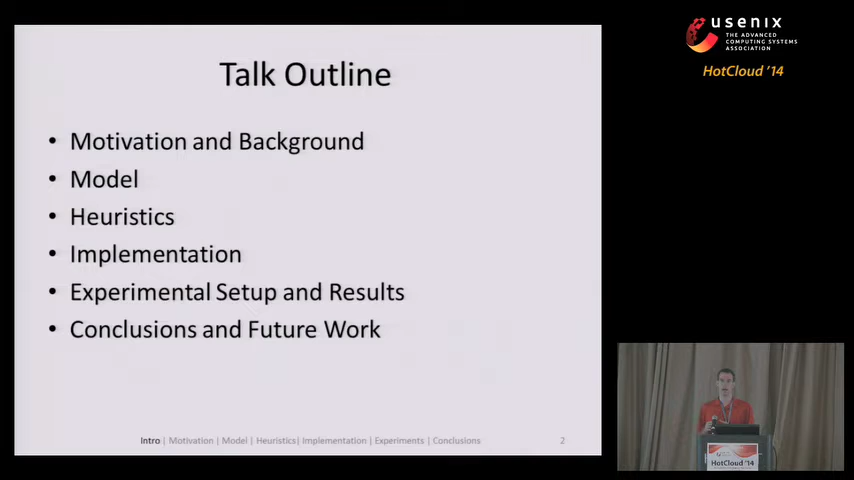 Talk Outline
• Motivation and Background
• Model
• Heuristics
• Implementation
• Experimental Setup and Results
• Conclusions and Future Work
Intro | Motivation | Model | Heuristics| Implementation | Experiments | Conclusions
2
usenix
THE ADVANCED
COMPUTING SYSTEMS
ASSOCIATION
HotCloud '14
HotCloud '14